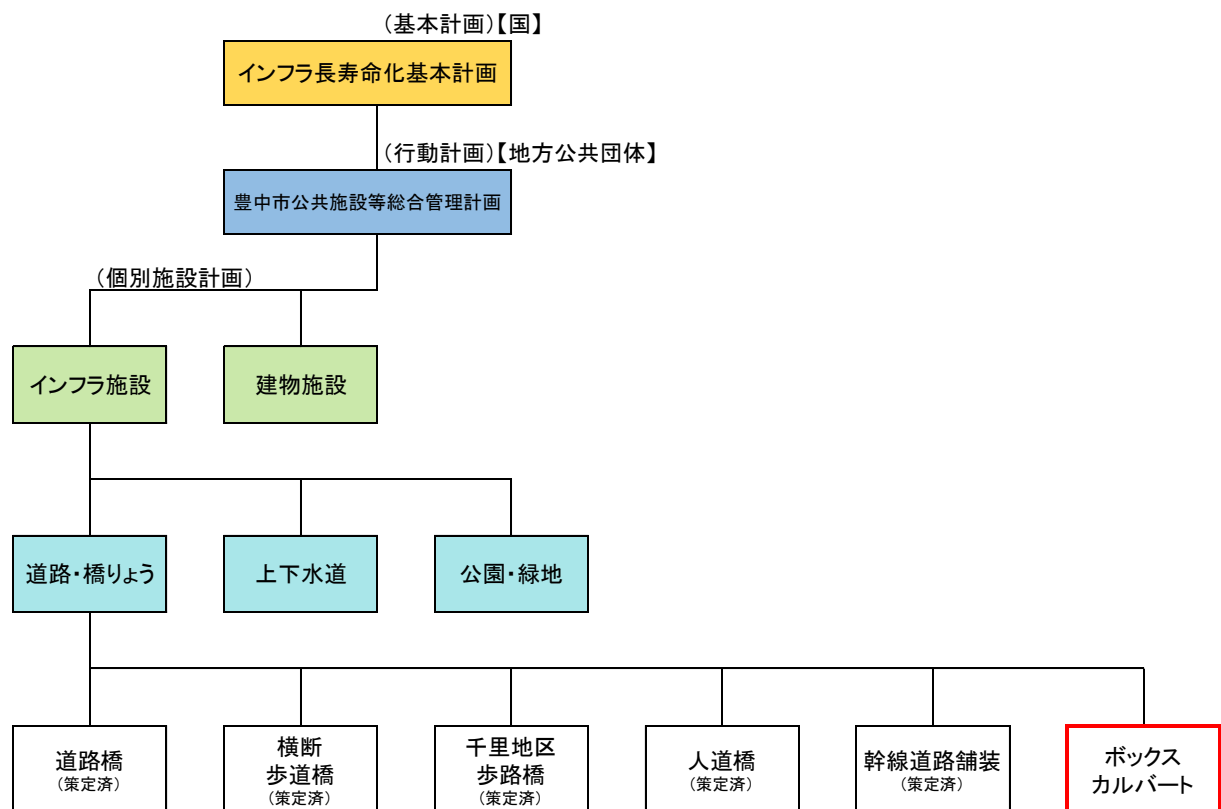 (基本計画)【国】
インフラ長寿命化基本計画
(行動計画)【地方公共団体】
豊中市公共施設等総合管理計画
(個別施設計画)
インフラ施設
建物施設
道路・橋りょう
上下水道
公園・緑地
道路橋
(策定済)
横断
歩道橋
(策定済)
千里地区
歩路橋
(策定済)
人道橋
(策定済)
幹線道路舗装
(策定済)
ボックス
カルバート